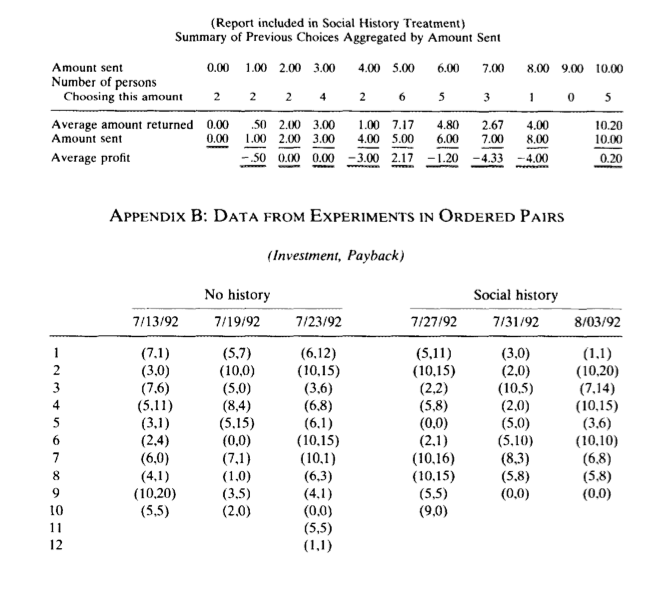 (Report included in Social History Treatment)
Summary of Previous Choices Aggregated by Amount Sent
Amount sent 0.00 1.00 2.00 3.00 4.00 5.00 6.00 7.00 8.00 9.00 10.00
Number of persons
Choosing this amount 2 2 2 4 2 6 5 3 1 0 5
Average amount returned 0.00 .50 2.00 3.00 1.00 7.17 4.80 2.67 4.00 10.20
Amount sent 0.00 1.00 2.00 3.00 4.00 5.00 6.00 7.00 8.00 10.00
Average profit -.50 0.00 0.00 -3.00 2.17 -1.20 -4.33 -4.00 0.20
APPENDIX B: DATA FROM EXPERIMENTS IN ORDERED PAIRS
(Investment, Payback)
No history Social history
7/13/92 7/19/92 7/23/92 7/27/92 7/31/92 8/03/92
1 (7,1) (5,7) (6,12) (5,11) (3,0) (1,1)
2 (3,0) (10,0) (10,15) (10,15) (2,0) (10,20)
3 (7,6) (5,0) (3,6) (2,2) (10,5) (7,14)
4 (5,11) (8,4) (6,8) (5,8) (2,0) (10,15)
5 (3,1) (5,15) (6,1) (0,0) (5,0) (3,6)
6 (2,4) (0,0) (10,15) (2,1) (5,10) (10,10)
7 (6,0) (7,1) (10,1) (10,16) (8,3) (6,8)
8 (4,1) (1,0) (6,3) (10,15) (5,8) (5,8)
9 (10,20) (3,5) (4,1) (5,5) (0,0) (0,0)
10 (5,5) (2,0) (0,0) (9,0)
11 (5,5)
12 (1,1)